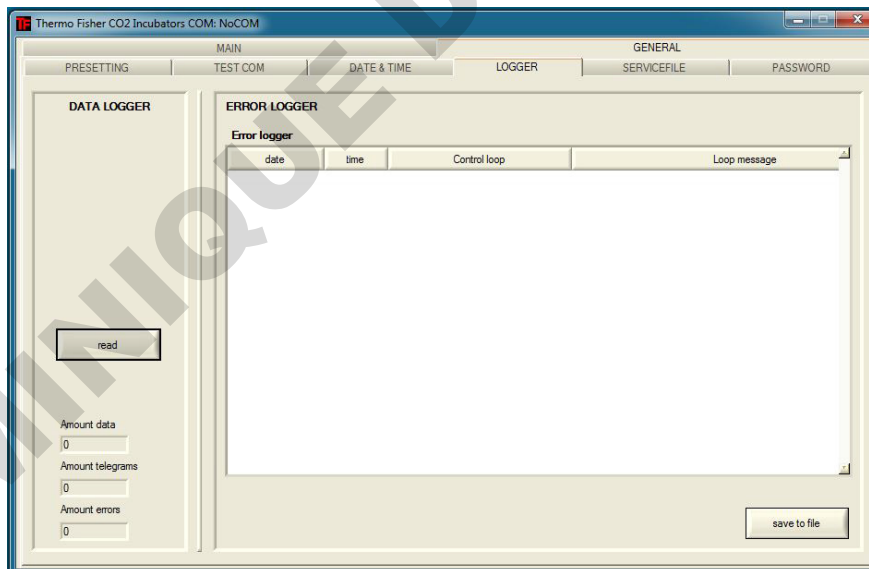 TF Thermo Fisher CO2 Incubators COM: NoCOM
MAIN GENERAL
PRESETTING TEST COM DATE & TIME LOGGER SERVICEFILE PASSWORD
DATA LOGGER
read
Amount data
0
Amount telegrams
0
Amount errors
0
ERROR LOGGER
Error logger
date time Control loop Loop message
save to file
MINIQUE